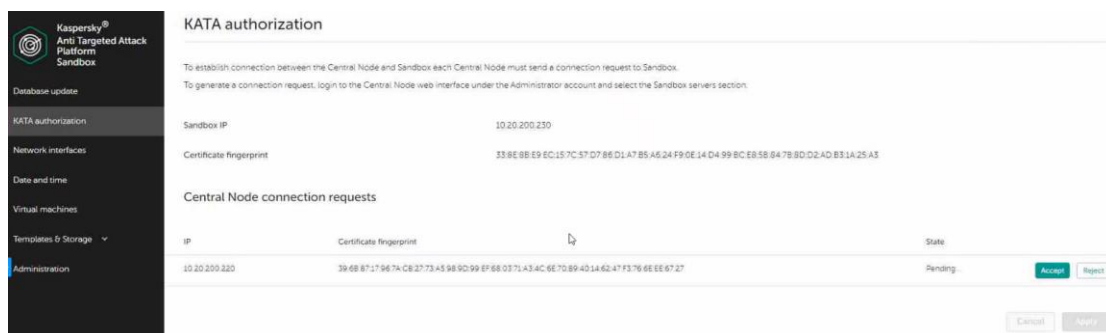 Kaspersky®
Anti Targeted Attack
Platform
Sandbox
Database update
KATA authorization
Network interfaces
Date and time
Virtual machines
Templates & Storage
Administration
KATA authorization
To establish connection between the Central Node and Sandbox each Central Node must send a connection request to Sandbox.
To generate a connection request, login to the Central Node web interface under the Administrator account and select the Sandbox servers section.
Sandbox IP 10.20.200.230
Certificate fingerprint 33:8E:8B:E9:EC:15:7C:57:D7:86:D1:A7:B5:A6:24:F9:0E:14:D4:99:BC:E8:5B:84:7B:8D:D2:AD:B3:1A:25:A3
Central Node connection requests
IP Certificate fingerprint State
10.20.200.220 39:6B:87:17:96:7A:CB:27:73:A3:98:9D:99:EF:68:03:71:A3:4C:6E:70:B9:40:14:62:47:F3:76:6E:EE:67:27 Pending... Accept Reject
Cancel Apply